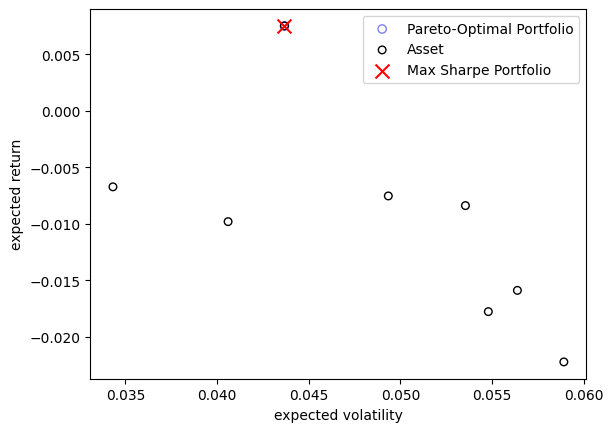 Pareto-Optimal Portfolio
Asset
Max Sharpe Portfolio
expected return
0.005
0.000
−0.005
−0.010
−0.015
−0.020
0.035 0.040 0.045 0.050 0.055 0.060
expected volatility